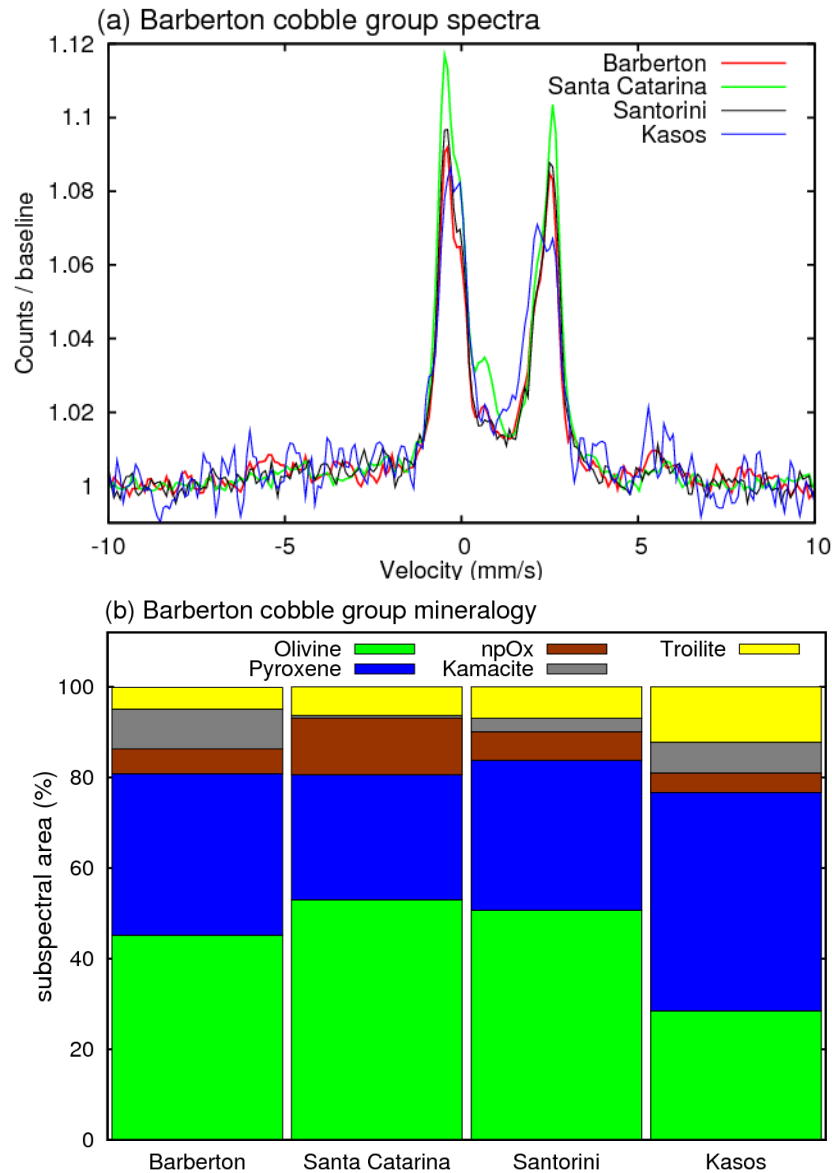 (a) Barberton cobble group spectra
1.12
1.1
1.08
1.06
1.04
1.02
1
Counts / baseline
Barberton
Santa Catarina
Santorini
Kasos
-10 -5 0 5 10
Velocity (mm/s)
(b) Barberton cobble group mineralogy
Olivine npOx Troilite
Pyroxene Kamacite
100
80
60
40
20
0
subspectral area (%)
Barberton Santa Catarina Santorini Kasos